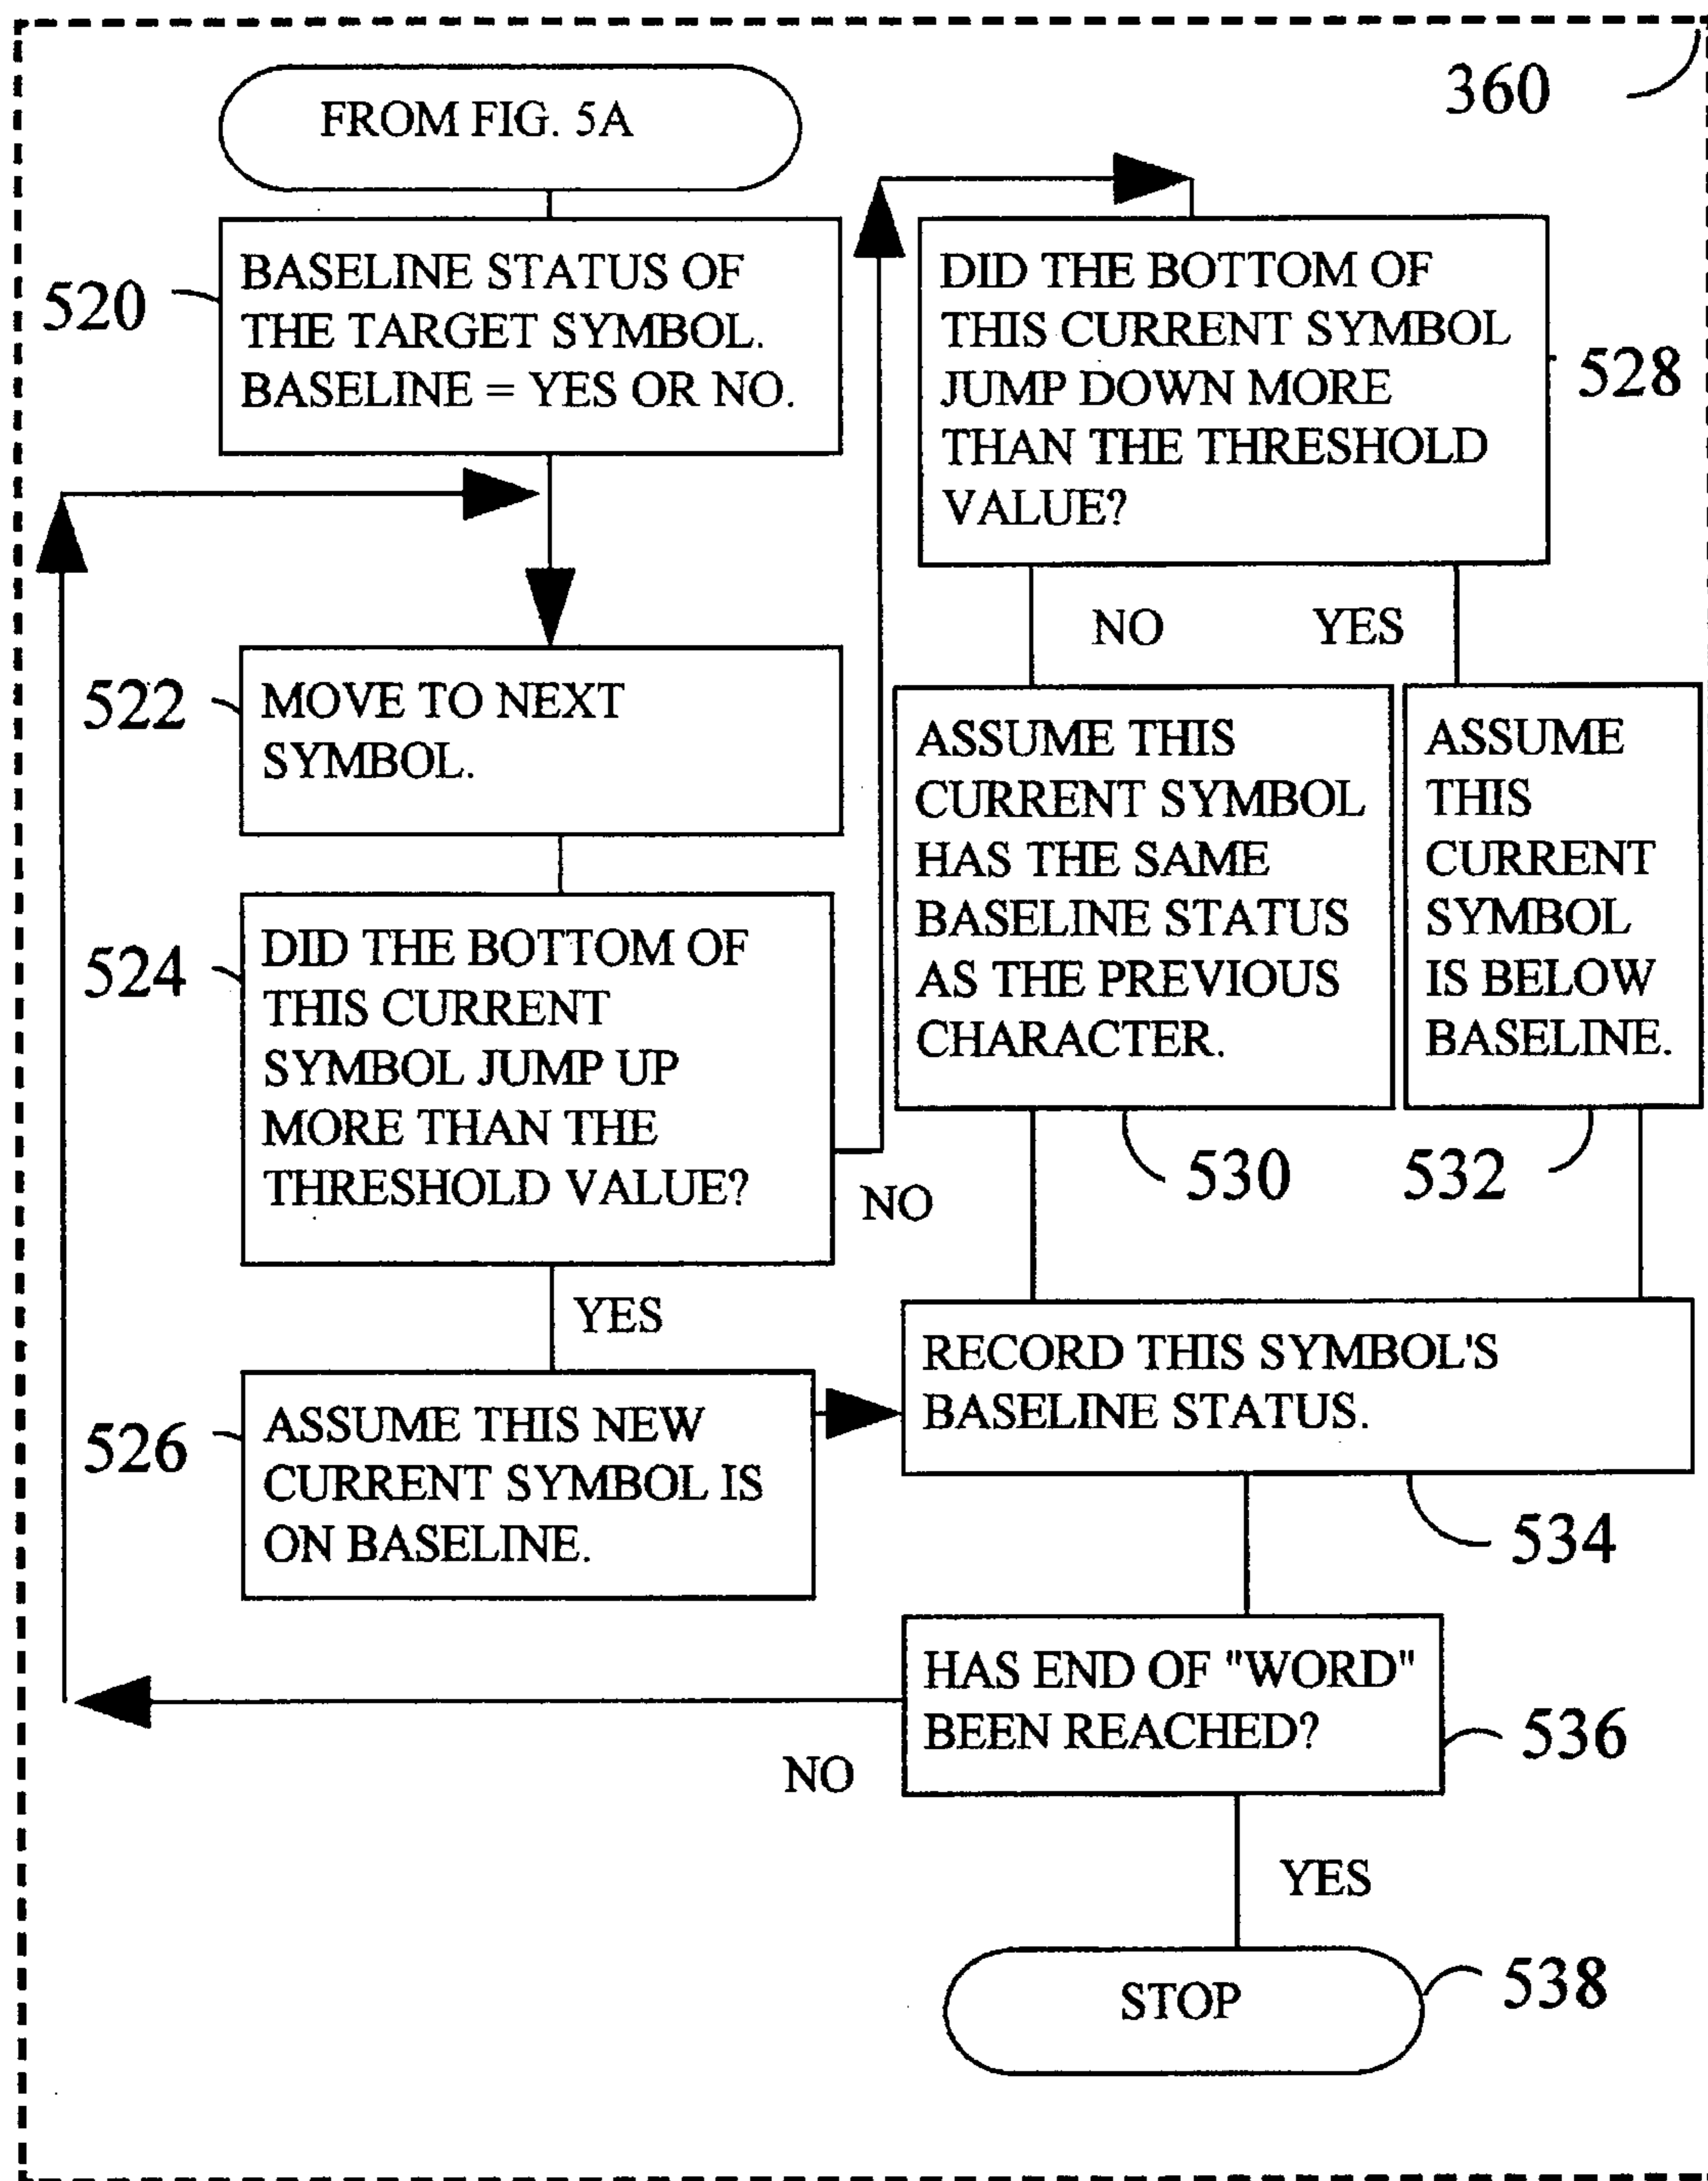 360
FROM FIG. 5A
520
BASELINE STATUS OF
THE TARGET SYMBOL.
BASELINE = YES OR NO.
522
MOVE TO NEXT
SYMBOL.
524
DID THE BOTTOM OF
THIS CURRENT
SYMBOL JUMP UP
MORE THAN THE
THRESHOLD VALUE?
NO
YES
526
ASSUME THIS NEW
CURRENT SYMBOL IS
ON BASELINE.
DID THE BOTTOM OF
THIS CURRENT SYMBOL
JUMP DOWN MORE
THAN THE THRESHOLD
VALUE?
528
NO
YES
ASSUME THIS
CURRENT SYMBOL
HAS THE SAME
BASELINE STATUS
AS THE PREVIOUS
CHARACTER.
530
ASSUME
THIS
CURRENT
SYMBOL
IS BELOW
BASELINE.
532
RECORD THIS SYMBOL'S
BASELINE STATUS.
534
HAS END OF "WORD"
BEEN REACHED?
536
NO
YES
STOP
538